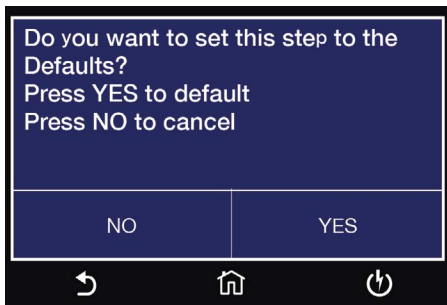 Do you want to set this step to the
Defaults?
Press YES to default
Press NO to cancel
NO
YES